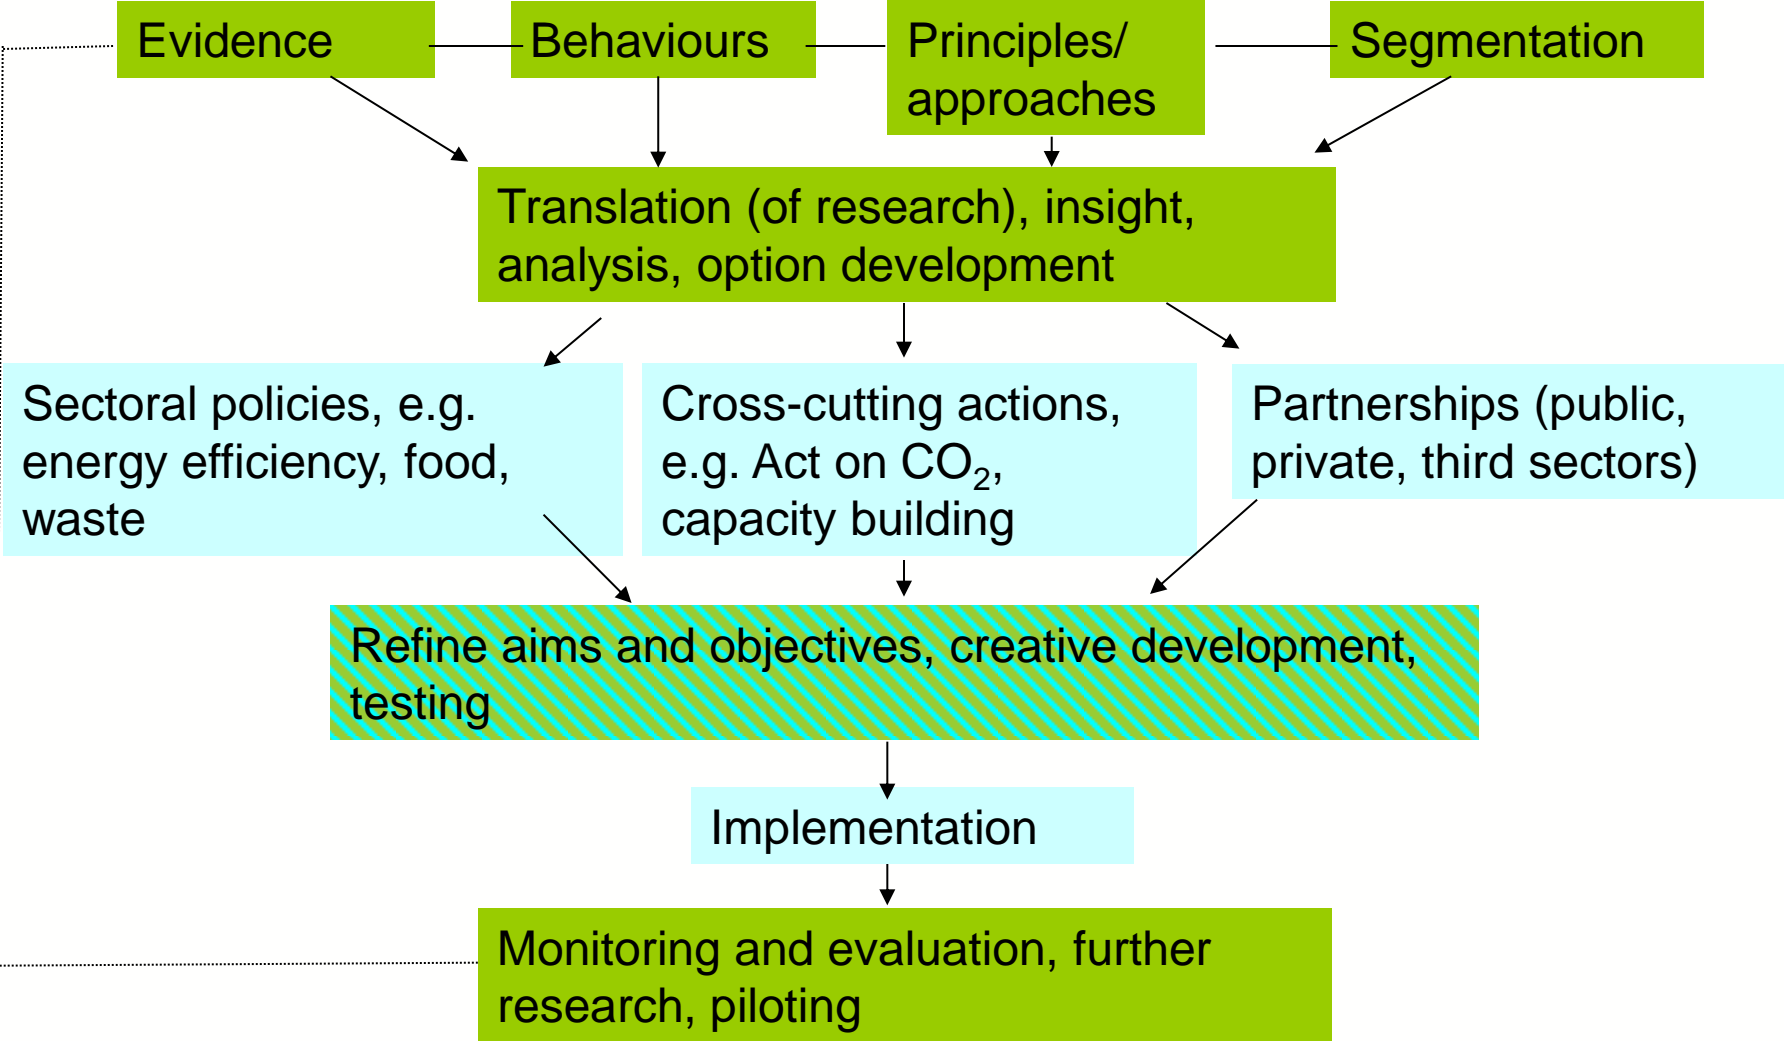 Evidence
Behaviours
Principles/
approaches
Segmentation
Translation (of research), insight,
analysis, option development
Sectoral policies, e.g.
energy efficiency, food,
waste
Cross-cutting actions,
e.g. Act on CO₂,
capacity building
Partnerships (public,
private, third sectors)
Refine aims and objectives, creative development,
testing
Implementation
Monitoring and evaluation, further
research, piloting